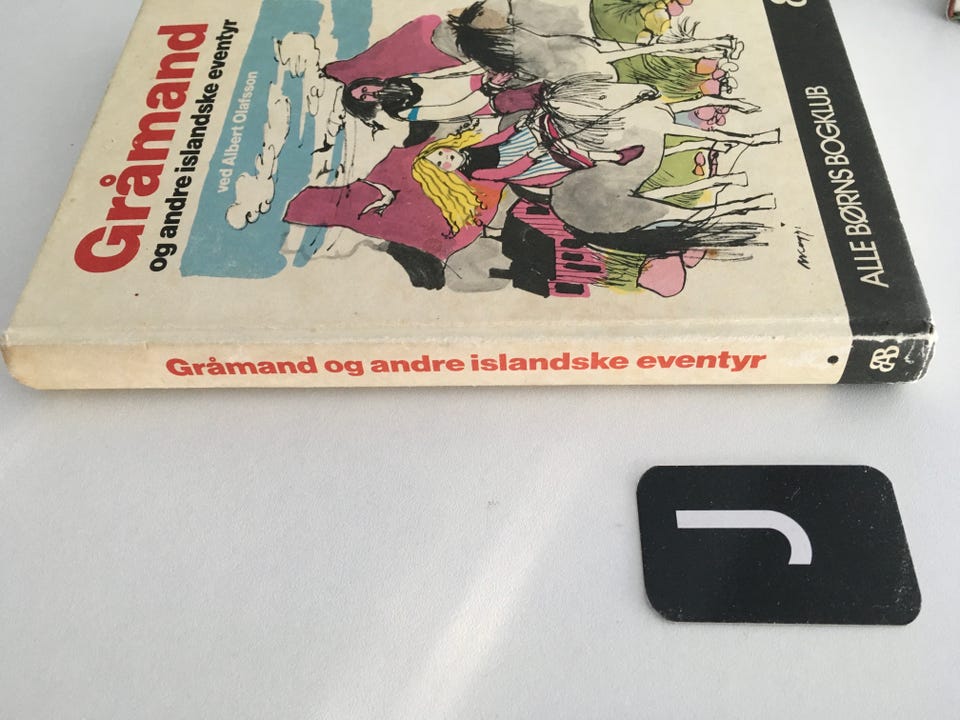 Gråmand
og andre islandske eventyr
ved Albert Olafsson
ALLE BØRNS BOGKLUB
Gråmand og andre islandske eventyr
J